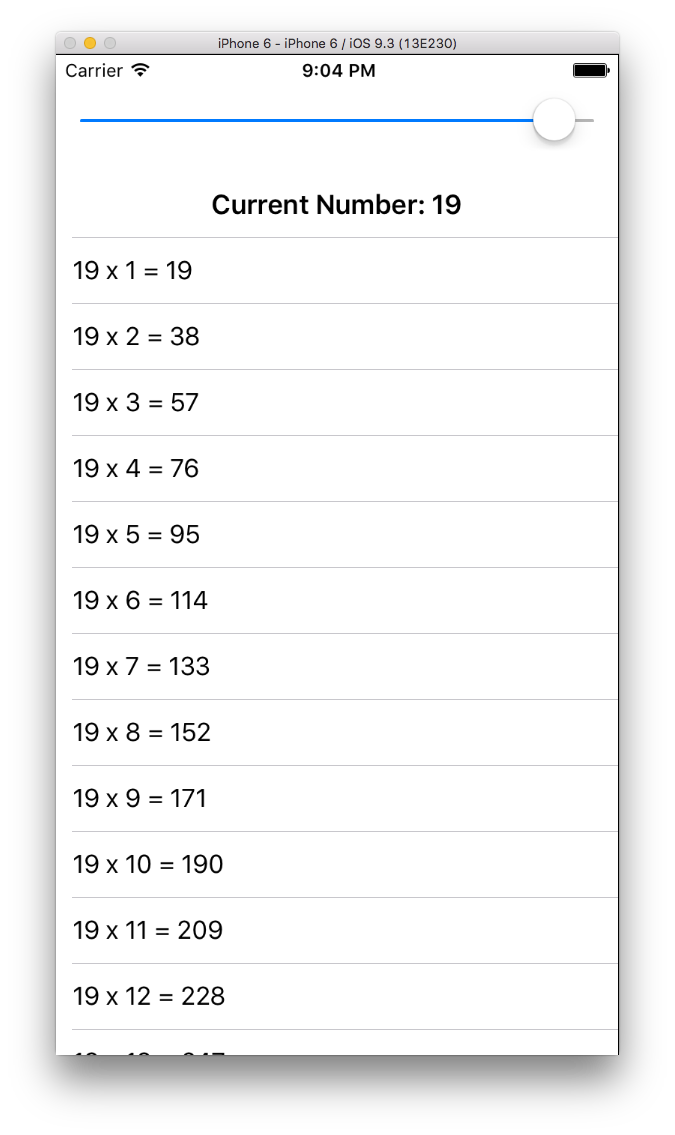 iPhone 6 - iPhone 6 / iOS 9.3 (13E230)
Carrier 9:04 PM
Current Number: 19
19 x 1 = 19
19 x 2 = 38
19 x 3 = 57
19 x 4 = 76
19 x 5 = 95
19 x 6 = 114
19 x 7 = 133
19 x 8 = 152
19 x 9 = 171
19 x 10 = 190
19 x 11 = 209
19 x 12 = 228